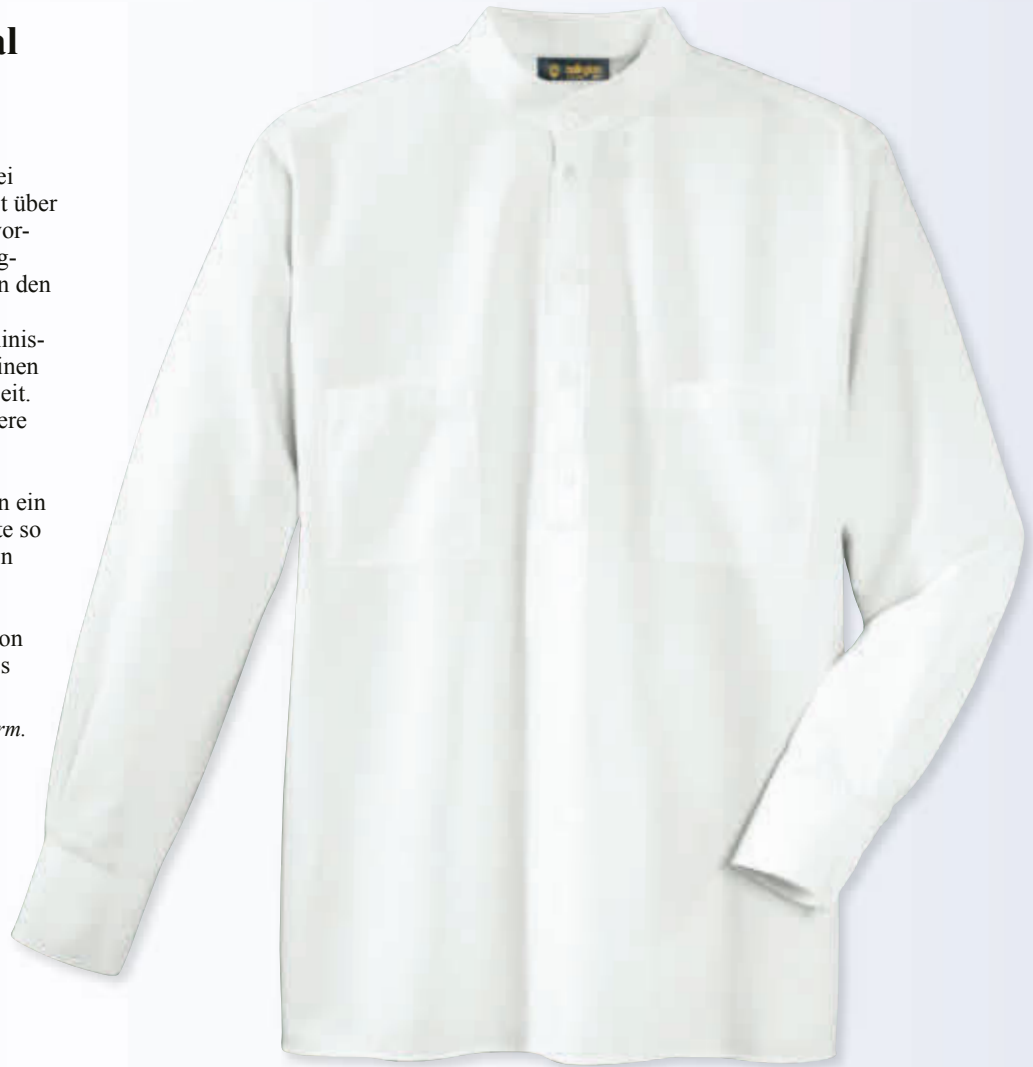 al
ei
t über
vor-
g-
n den
inis-
inen
eit.
ere
n ein
te so
n
on
s
rm.